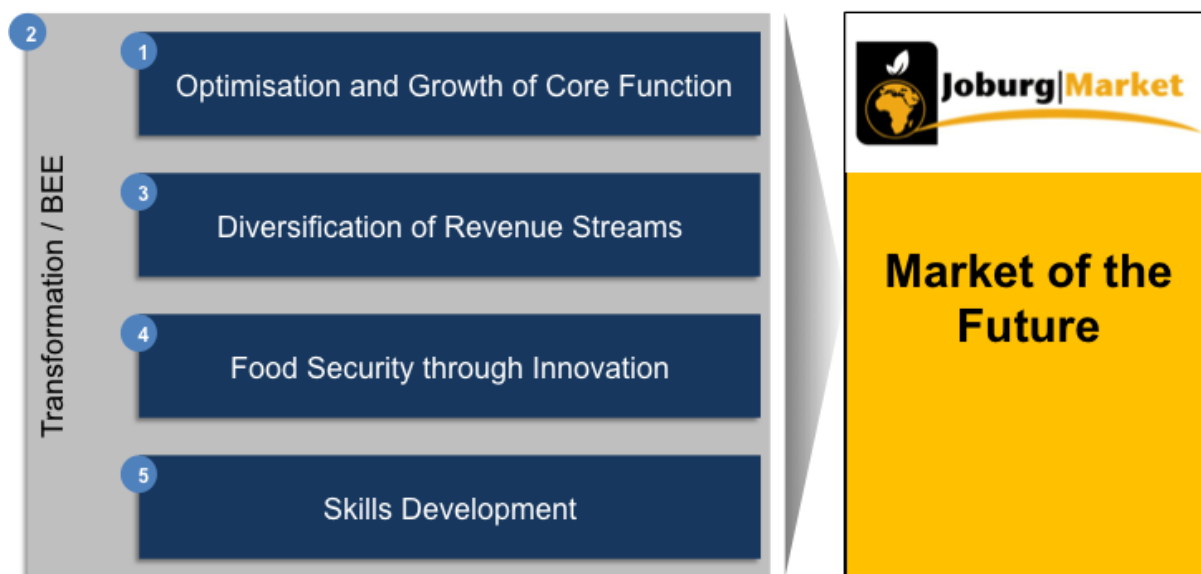 2
Transformation / BEE
1
Optimisation and Growth of Core Function
3
Diversification of Revenue Streams
4
Food Security through Innovation
5
Skills Development
Joburg|Market
Market of the
Future